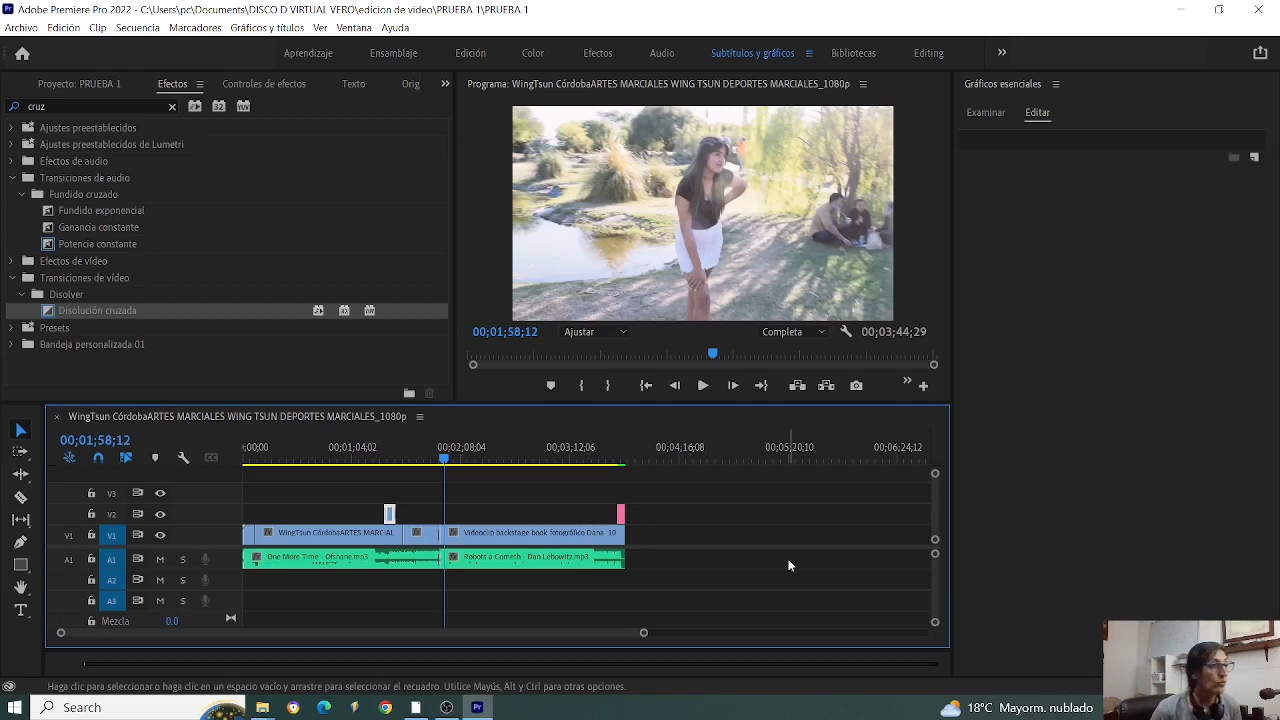 Adobe Premiere Pro 2022 - C:\Users\pc\Documents\DISCO D VIRTUAL VERO\edicion de video\PRUEBA 1\PRUEBA 1
Archivo Edición Clip Secuencia Marcadores Gráficos y títulos Ver Ventana Ayuda
Aprendizaje Ensamblaje Edición Color Efectos Audio Subtítulos y gráficos Bibliotecas Editing
Proyecto: PRUEBA 1 Efectos Controles de efectos Texto Orig
Programa: WingTsun CórdobaARTES MARCIALES WING TSUN DEPORTES MARCIALES_1080p
Gráficos esenciales
cruz
Examinar Editar
Ajustes preestablecidos
Ajustes preestablecidos de Lumetri
Efectos de audio
Transiciones de audio
Fundido cruzado
Fundido exponencial
Ganancia constante
Potencia constante
Efectos de vídeo
Transiciones de vídeo
Disolver
Disolución cruzada
Presets
Bandeja personalizada 01
00;01;58;12 Ajustar Completa 00;03;44;29
WingTsun CórdobaARTES MARCIALES WING TSUN DEPORTES MARCIALES_1080p
00;01;58;12
;00;00 00;01;04;02 00;02;08;04 00;03;12;06 00;04;16;08 00;05;20;10 00;06;24;12
V3
V2
V1 V1 WingTsun CórdobaARTES MARCIAL Videoclip backstage book fotográfico Dana 10
A1 A1 M S One More Time - Ofshane.mp3 Robots a Cometh - Dan Lebowitz.mp3
A2 M S
A3 M S
Mezcla 0.0
Haga clic para seleccionar o haga clic en un espacio vacío y arrastre para seleccionar el recuadro. Utilice Mayús, Alt y Ctrl para otras opciones.
Search
Pr
18°C Mayorm. nublado